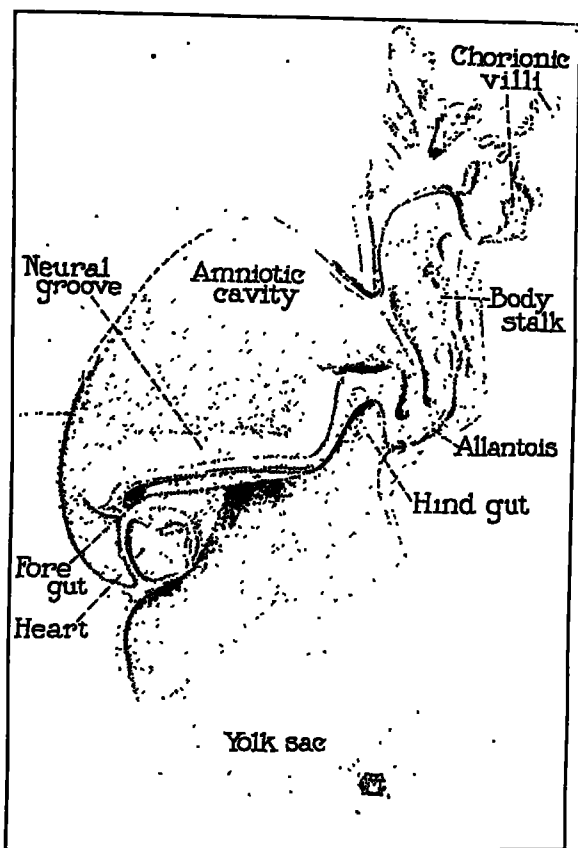 Chorionic
villi
Neural
groove
Amniotic
cavity
Body
stalk
Allantois
Hind gut
Fore
gut
Heart
Yolk sac